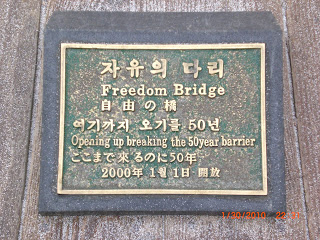 자유의 다리
Freedom Bridge
自由の橋
여기까지 오기를 50년
Opening up breaking the 50year barrier
ここまで來るのに50年
2000年 1月 1日 開放